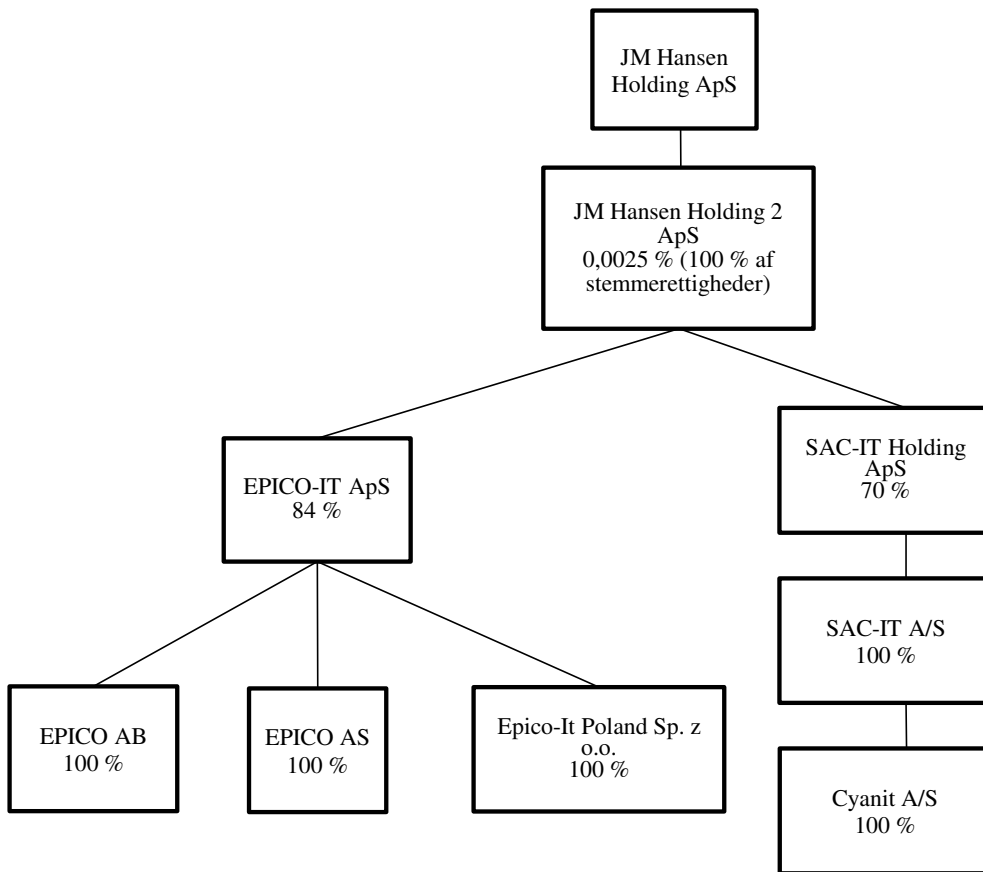 JM Hansen
Holding ApS
JM Hansen Holding 2
ApS
0,0025 % (100 % af
stemmerettigheder)
EPICO-IT ApS
84 %
SAC-IT Holding
ApS
70 %
SAC-IT A/S
100 %
EPICO AB
100 %
EPICO AS
100 %
Epico-It Poland Sp. z
o.o.
100 %
Cyanit A/S
100 %